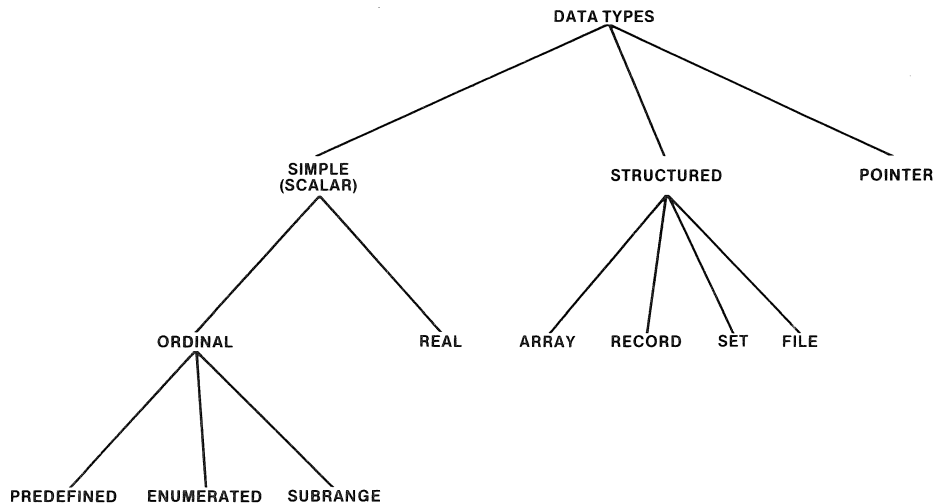 DATA TYPES
SIMPLE
(SCALAR)
STRUCTURED
POINTER
ORDINAL
REAL
ARRAY
RECORD
SET
FILE
PREDEFINED
ENUMERATED
SUBRANGE